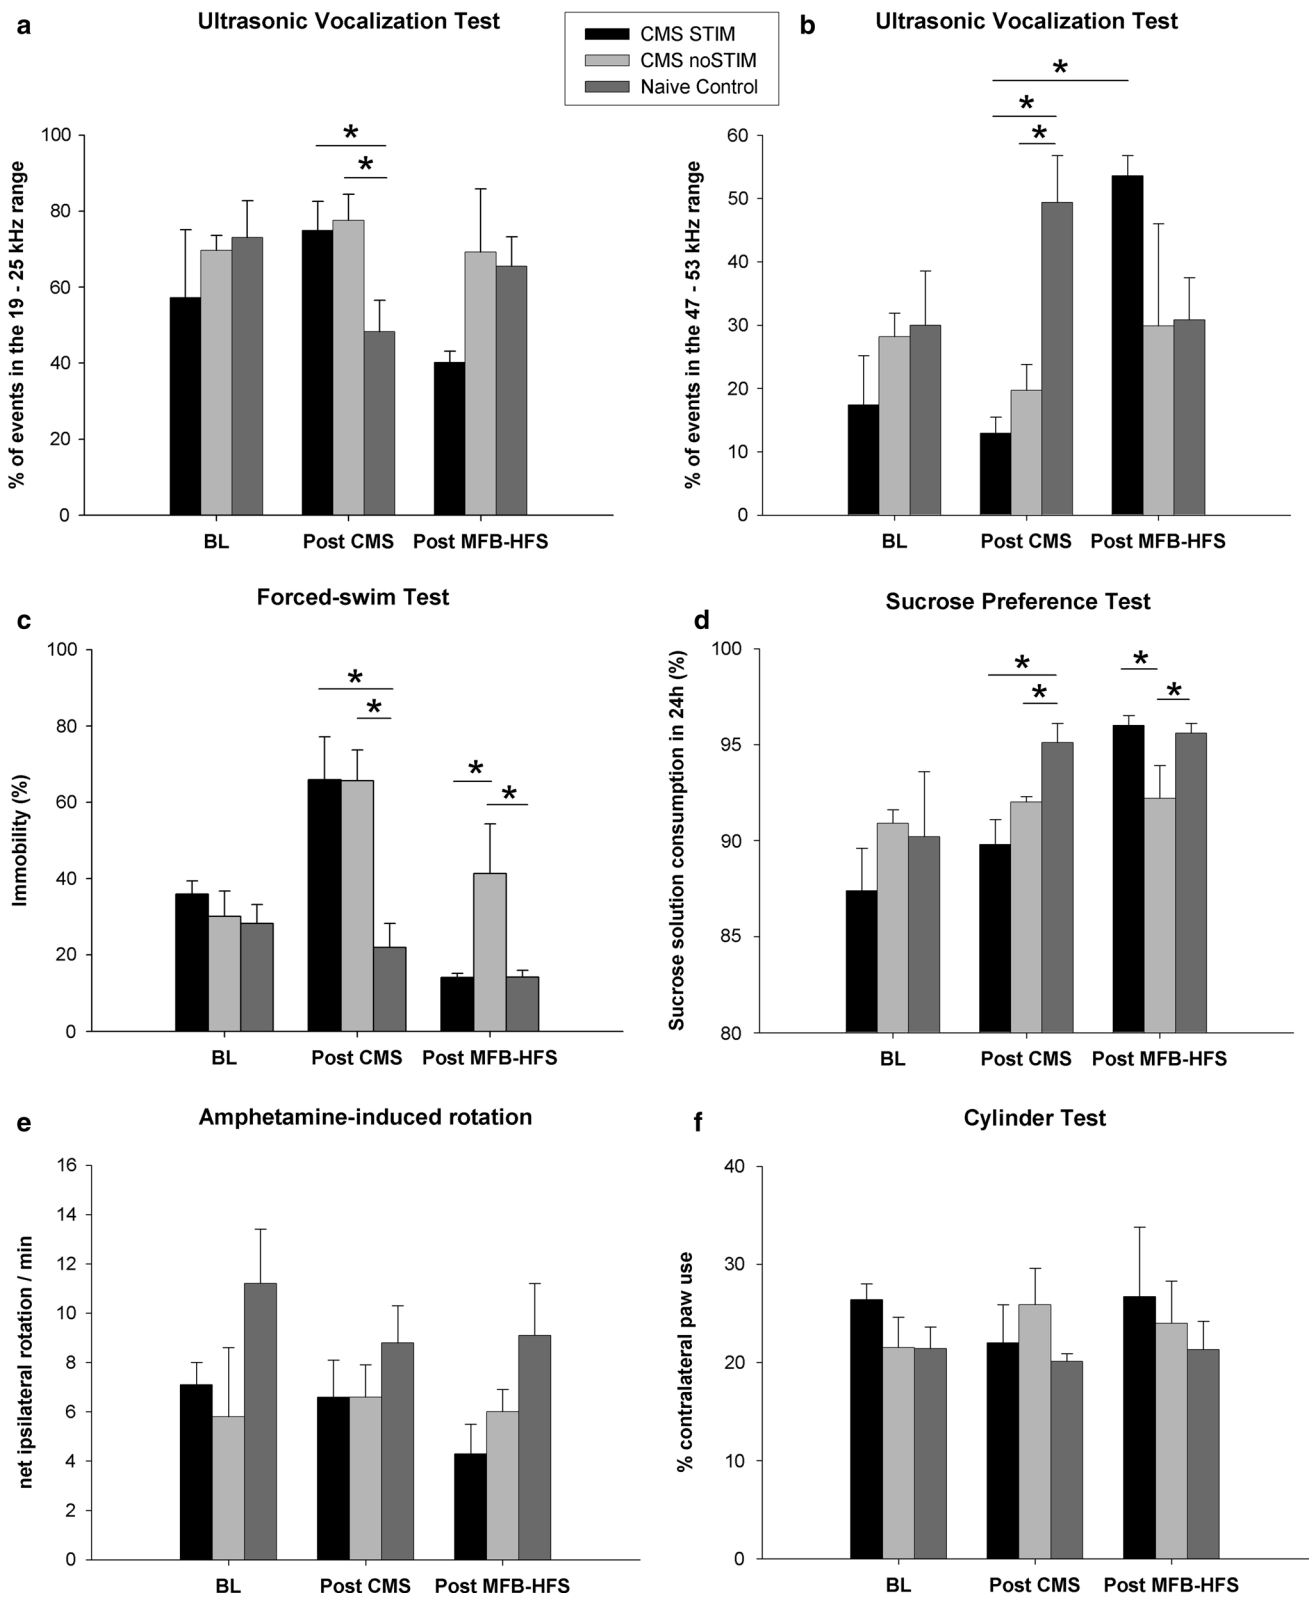 a
Ultrasonic Vocalization Test
CMS STIM
CMS noSTIM
Naive Control
b
Ultrasonic Vocalization Test
% of events in the 19 - 25 kHz range
100
80
60
40
20
0
*
*
BL
Post CMS
Post MFB-HFS
% of events in the 47 - 53 kHz range
60
50
40
30
20
10
0
*
*
*
BL
Post CMS
Post MFB-HFS
c
Forced-swim Test
Immobility (%)
100
80
60
40
20
0
*
*
*
*
BL
Post CMS
Post MFB-HFS
d
Sucrose Preference Test
Sucrose solution consumption in 24h (%)
100
95
90
85
80
*
*
*
*
BL
Post CMS
Post MFB-HFS
e
Amphetamine-induced rotation
net ipsilateral rotation / min
16
14
12
10
8
6
4
2
0
BL
Post CMS
Post MFB-HFS
f
Cylinder Test
% contralateral paw use
40
30
20
10
0
BL
Post CMS
Post MFB-HFS